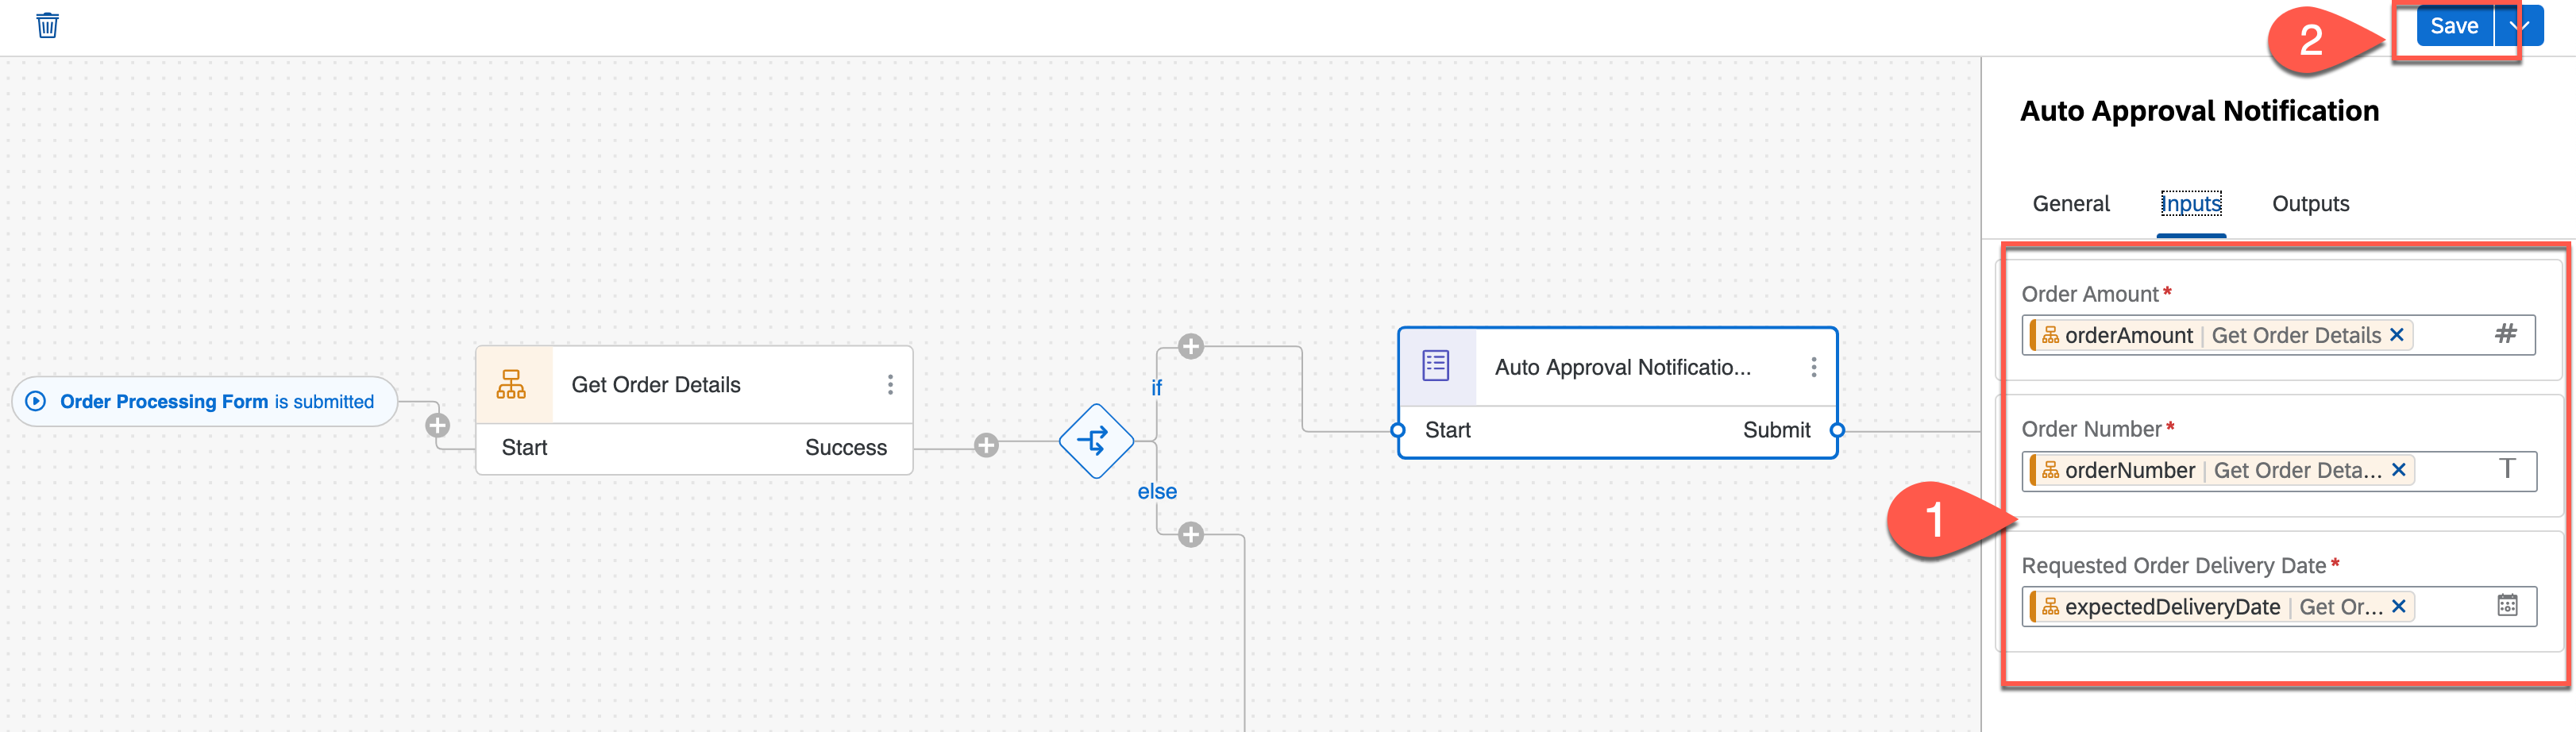 2
Save
Auto Approval Notification
General Inputs Outputs
Order Amount*
orderAmount | Get Order Details
Order Number*
orderNumber | Get Order Deta...
Requested Order Delivery Date*
expectedDeliveryDate | Get Or...
1
Order Processing Form is submitted
Get Order Details
Start Success
if
else
Auto Approval Notificatio...
Start Submit